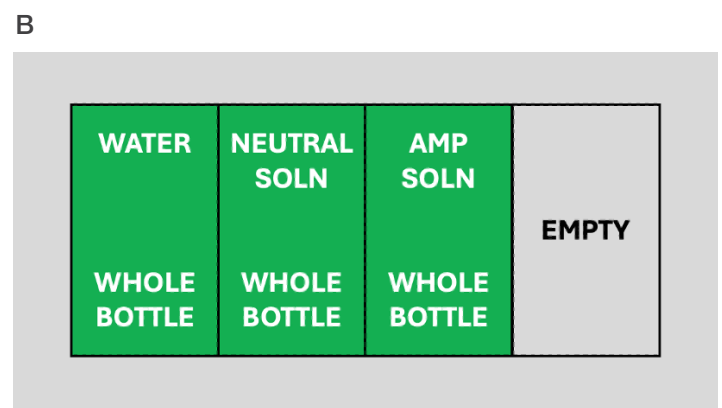 B
WATER
WHOLE
BOTTLE
NEUTRAL
SOLN
WHOLE
BOTTLE
AMP
SOLN
WHOLE
BOTTLE
EMPTY